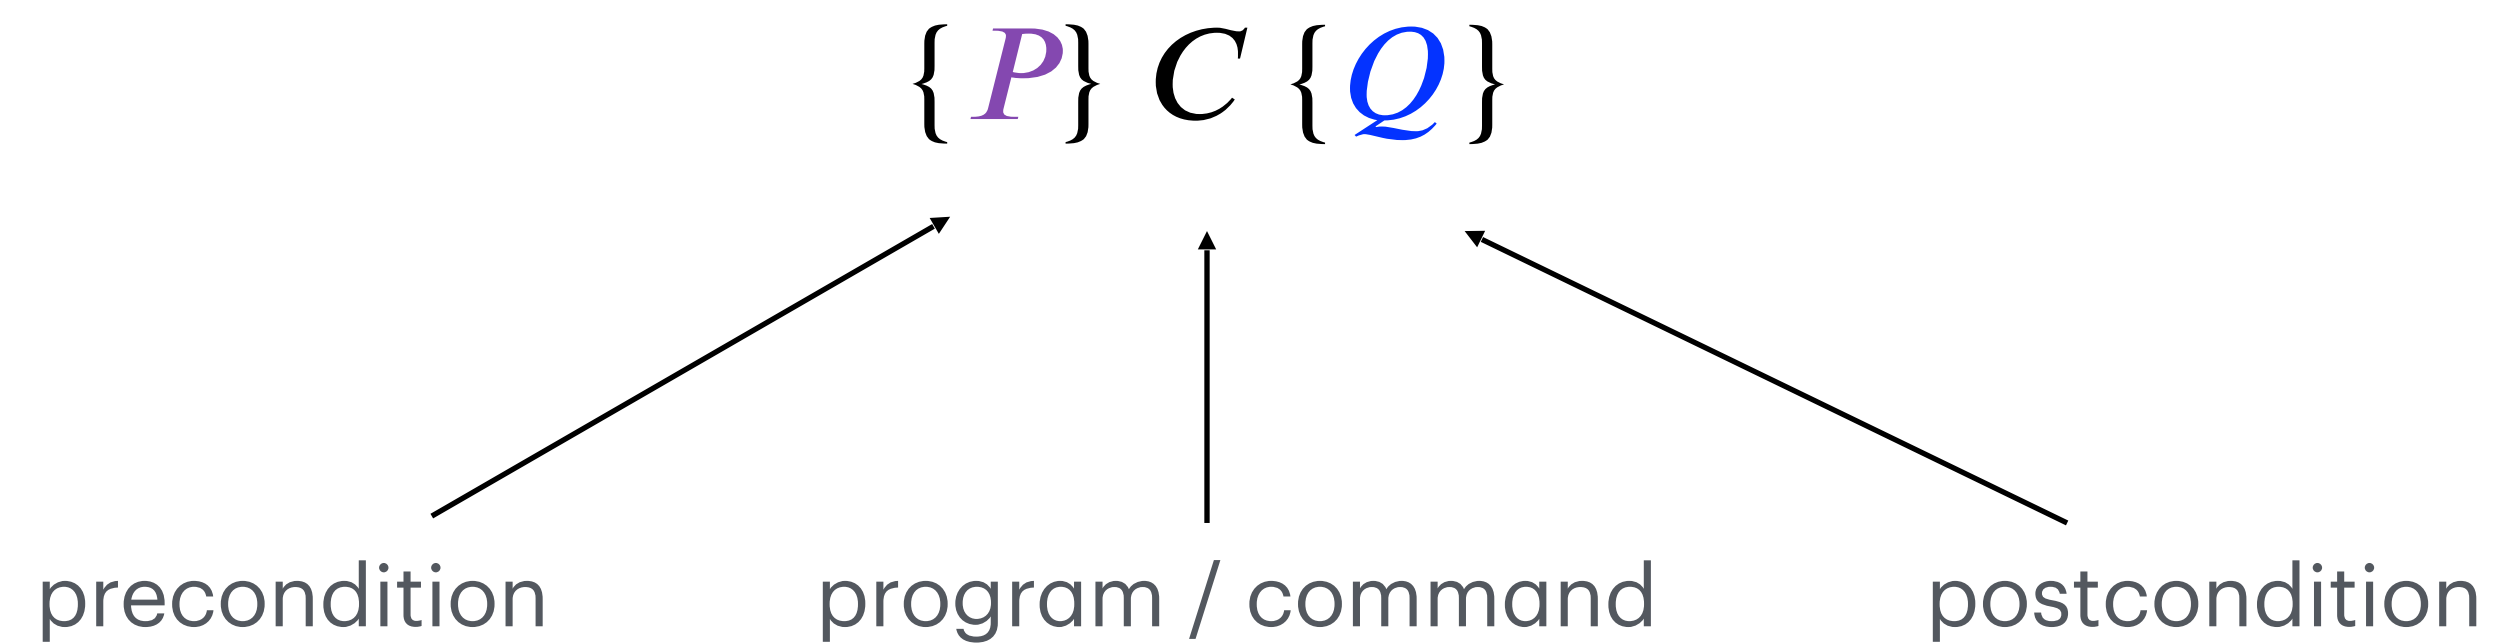 {P} C {Q}
precondition program / command postcondition